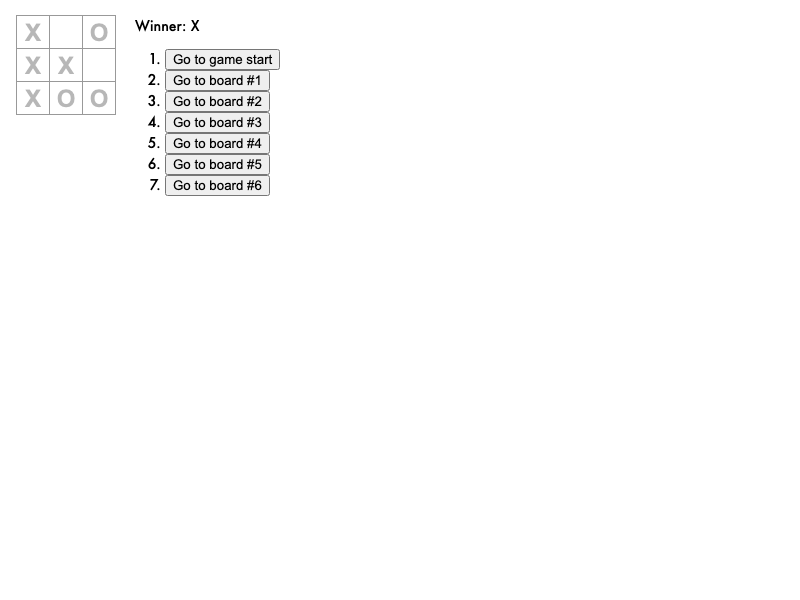 X O
X X
X O O
Winner: X
1. Go to game start
2. Go to board #1
3. Go to board #2
4. Go to board #3
5. Go to board #4
6. Go to board #5
7. Go to board #6